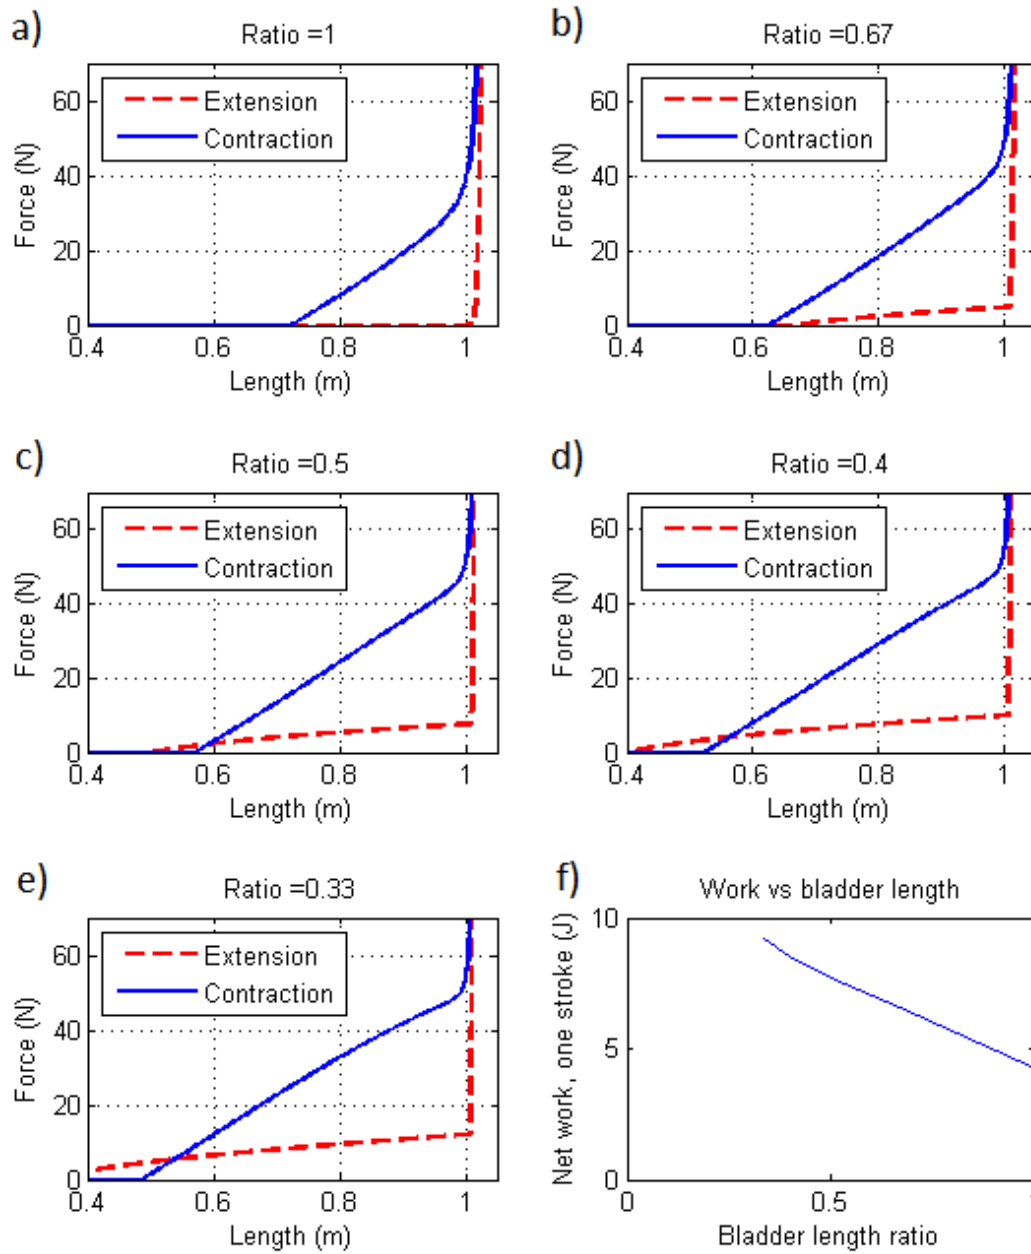 a)
Ratio =1
Force (N)
60
40
20
0
Extension
Contraction
0.4
0.6
0.8
1
Length (m)
b)
Ratio =0.67
Force (N)
60
40
20
0
Extension
Contraction
0.4
0.6
0.8
1
Length (m)
c)
Ratio =0.5
Force (N)
60
40
20
0
Extension
Contraction
0.4
0.6
0.8
1
Length (m)
d)
Ratio =0.4
Force (N)
60
40
20
0
Extension
Contraction
0.4
0.6
0.8
1
Length (m)
e)
Ratio =0.33
Force (N)
60
40
20
0
Extension
Contraction
0.4
0.6
0.8
1
Length (m)
f)
Work vs bladder length
Net work, one stroke (J)
10
5
0
0
0.5
Bladder length ratio